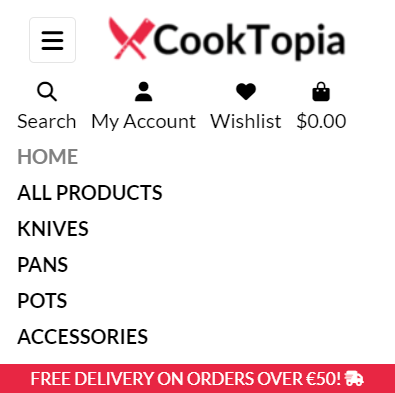 CookTopia
Search My Account Wishlist $0.00
HOME
ALL PRODUCTS
KNIVES
PANS
POTS
ACCESSORIES
FREE DELIVERY ON ORDERS OVER €50!